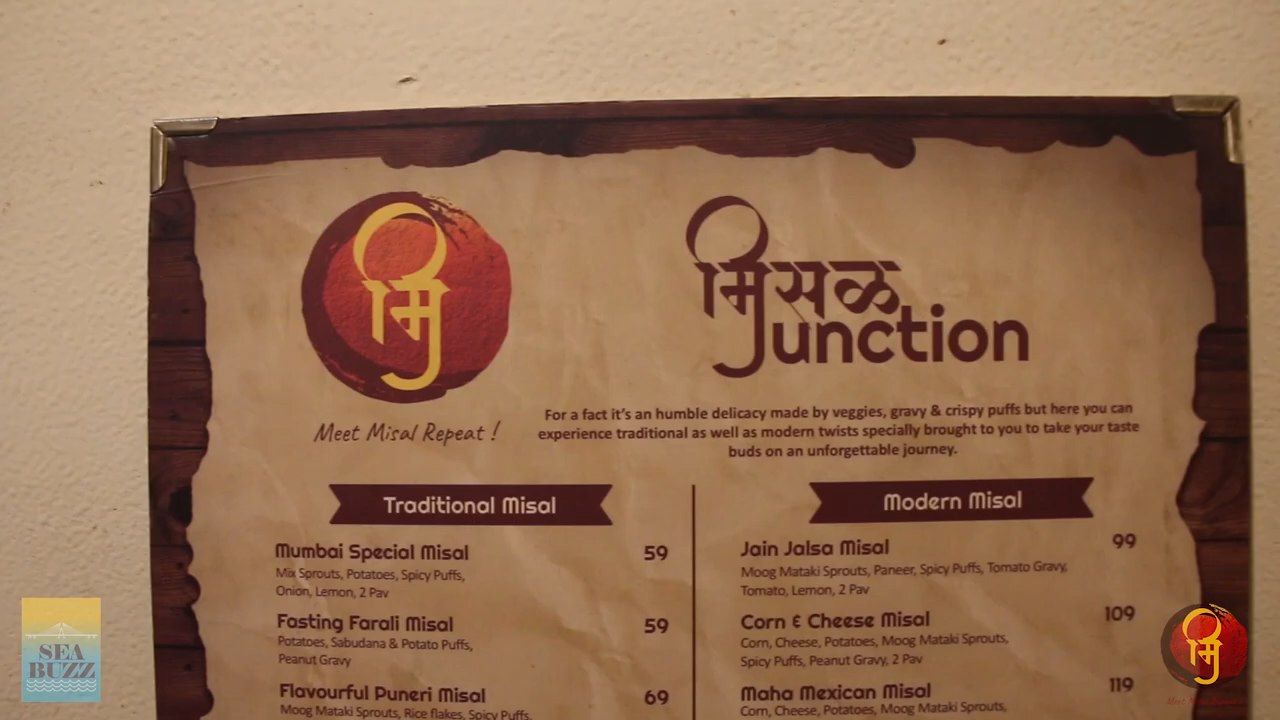 मि
Meet Misal Repeat !
मिसळ
Junction
For a fact it's an humble delicacy made by veggies, gravy & crispy puffs but here you can
experience traditional as well as modern twists specially brought to you to take your taste
buds on an unforgettable journey.
Traditional Misal
Mumbai Special Misal 59
Mix Sprouts, Potatoes, Spicy Puffs,
Onion, Lemon, 2 Pav
Fasting Farali Misal 59
Potatoes, Sabudana & Potato Puffs,
Peanut Gravy
Flavourful Puneri Misal 69
Moog Mataki Sprouts, Rice flakes, Spicy Puffs,
Modern Misal
Jain Jalsa Misal 99
Moog Mataki Sprouts, Paneer, Spicy Puffs, Tomato Gravy,
Tomato, Lemon, 2 Pav
Corn & Cheese Misal 109
Corn, Cheese, Potatoes, Moog Mataki Sprouts,
Spicy Puffs, Peanut Gravy, 2 Pav
Maha Mexican Misal 119
Corn, Cheese, Potatoes, Moog Mataki Sprouts,
SEA
BUZZ
मि